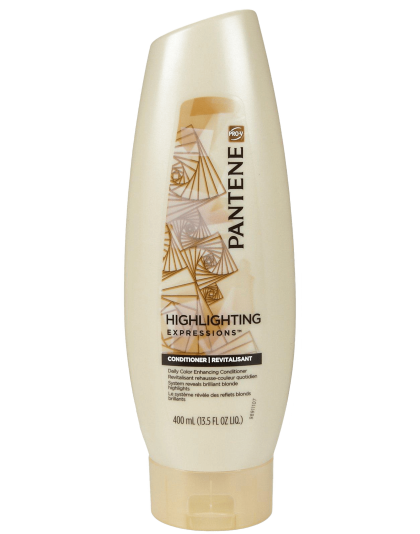 PRO-V
PANTENE
HIGHLIGHTING
EXPRESSIONS™
CONDITIONER | REVITALISANT
Daily Color Enhancing Conditioner
Revitalisant rehausse-couleur quotidien
System reveals brilliant blonde
highlights
Le système révèle des reflets blonds
brillants
400 mL (13.5 FL OZ LIQ.)